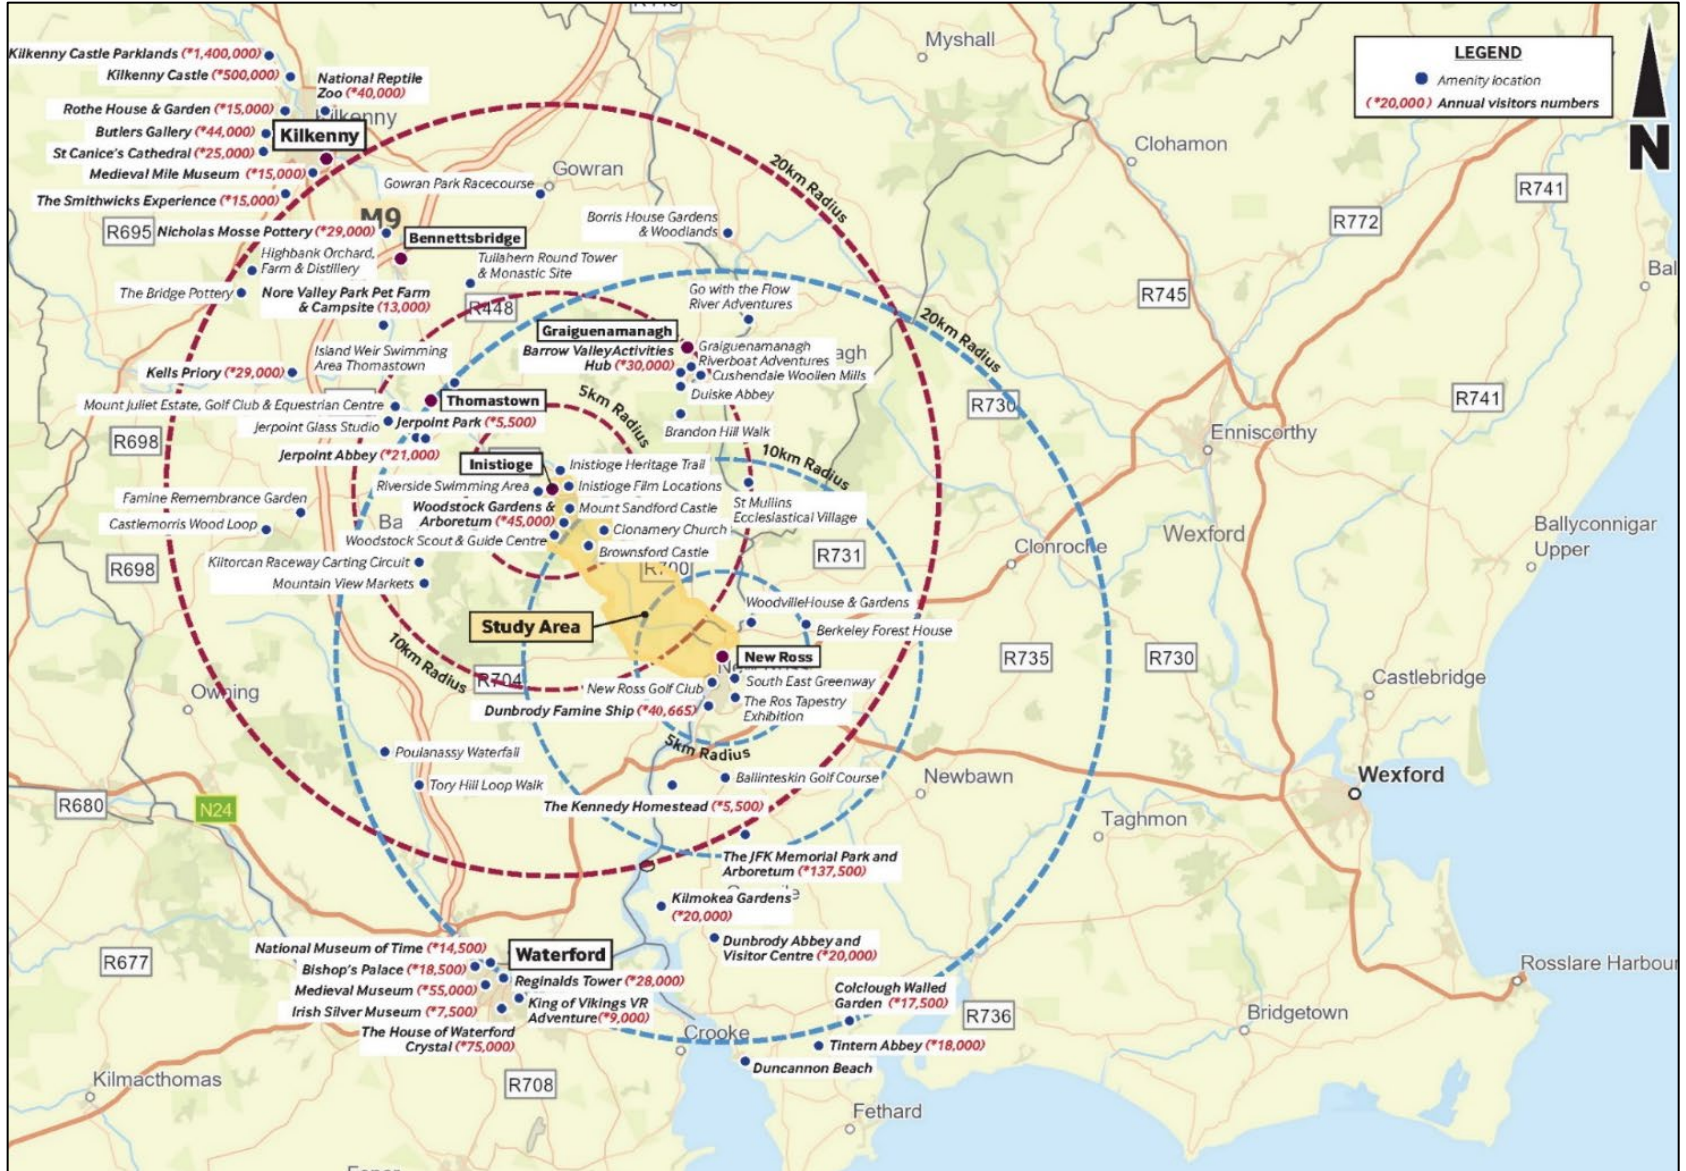 Myshall
LEGEND
Amenity location
(*20,000) Annual visitors numbers
N
Kilkenny Castle Parklands (*1,400,000)
Kilkenny Castle (*500,000)
National Reptile
Zoo (*40,000)
Rothe House & Garden (*15,000)
Butlers Gallery (*44,000)
Kilkenny
St Canice's Cathedral (*25,000)
Medieval Mile Museum (*15,000)
The Smithwicks Experience (*15,000)
Clohamon
20km Radius
Gowran
Gowran Park Racecourse
R741
R772
R695
M9
Nicholas Mosse Pottery (*29,000)
Bennettsbridge
Borris House Gardens
& Woodlands
Highbank Orchard,
Farm & Distillery
Tullahern Round Tower
& Monastic Site
The Bridge Pottery
Nore Valley Park Pet Farm
& Campsite (13,000)
R448
Go with the Flow
River Adventures
R745
Bal
20km Radius
Graiguenamanagh
Barrow ValleyActivities
Hub (*30,000)
Graiguenamanagh
Riverboat Adventures
agh
Cushendale Woollen Mills
Duiske Abbey
Brandon Hill Walk
Island Weir Swimming
Area Thomastown
Kells Priory (*29,000)
Mount Juliet Estate, Golf Club & Equestrian Centre
Thomastown
5km Radius
Jerpoint Glass Studio
Jerpoint Park (*5,500)
Jerpoint Abbey (*21,000)
R730
R741
R698
Enniscorthy
10km Radius
Inistioge
Inistioge Heritage Trail
Riverside Swimming Area
Inistioge Film Locations
Woodstock Gardens &
Arboretum (*45,000)
Mount Sandford Castle
St Mullins
Ecclesiastical Village
Famine Remembrance Garden
Castlemorris Wood Loop
Ba
Woodstock Scout & Guide Centre
Clonamery Church
Brownsford Castle
Kiltorcan Raceway Carting Circuit
Mountain View Markets
R698
R700
R731
Clonroche
Wexford
Ballyconnigar
Upper
Study Area
WoodvilleHouse & Gardens
Berkeley Forest House
New Ross
10km Radius
R704
New Ross Golf Club
South East Greenway
Dunbrody Famine Ship (*40,665)
The Ros Tapestry
Exhibition
R735
R730
Castlebridge
Owning
5km Radius
Poulanassy Waterfall
Tory Hill Loop Walk
Ballinteskin Golf Course
The Kennedy Homestead (*5,500)
Newbawn
Wexford
R680
N24
Taghmon
The JFK Memorial Park and
Arboretum (*137,500)
Kilmokea Gardens
(*20,000)
Dunbrody Abbey and
Visitor Centre (*20,000)
National Museum of Time (*14,500)
Waterford
Bishop's Palace (*18,500)
Reginalds Tower (*28,000)
Medieval Museum (*55,000)
King of Vikings VR
Adventure(*9,000)
Irish Silver Museum (*7,500)
The House of Waterford
Crystal (*75,000)
R677
Rosslare Harbour
Colclough Walled
Garden (*17,500)
R736
Bridgetown
Crooke
Tintern Abbey (*18,000)
Duncannon Beach
Kilmacthomas
R708
Fethard